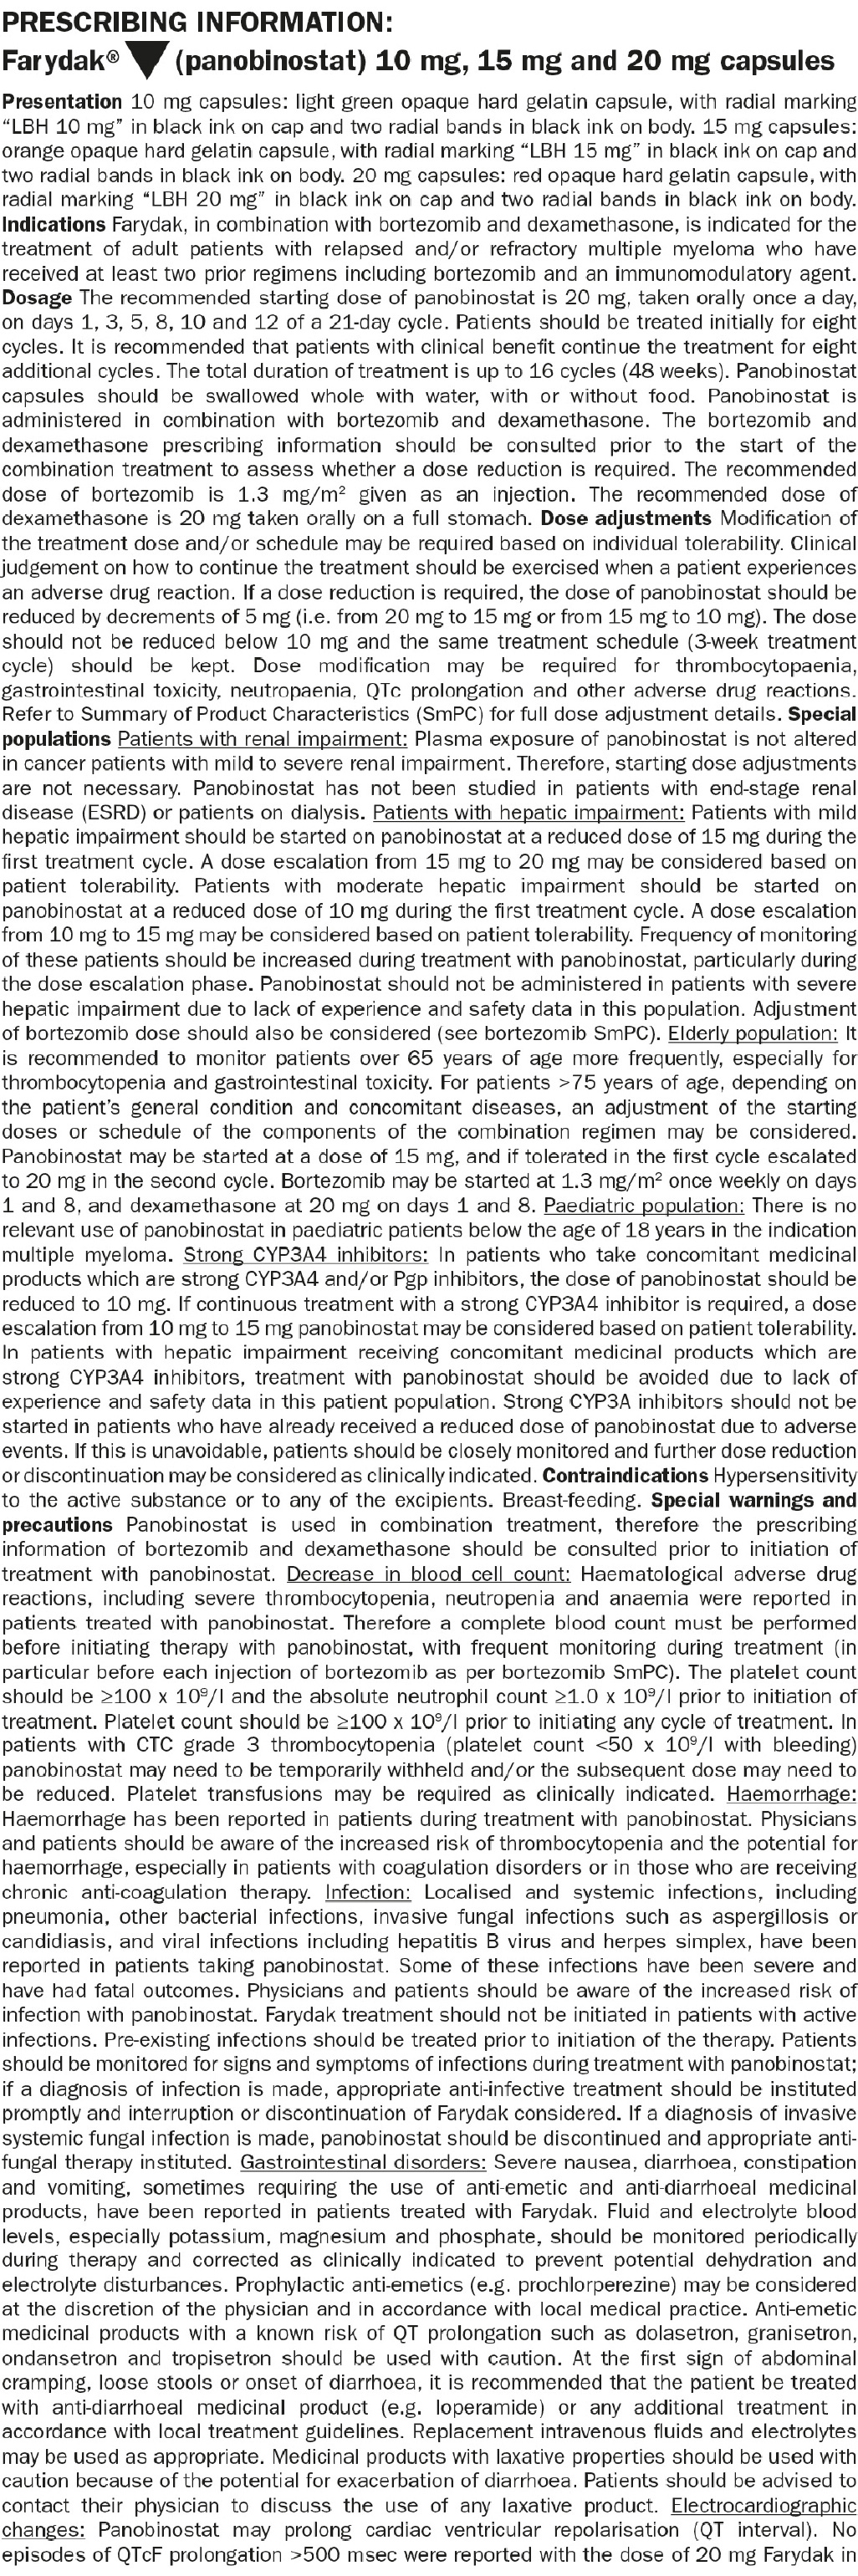 PRESCRIBING INFORMATION:
Farydak® ▼ (panobinostat) 10 mg, 15 mg and 20 mg capsules
Presentation 10 mg capsules: light green opaque hard gelatin capsule, with radial marking
“LBH 10 mg” in black ink on cap and two radial bands in black ink on body. 15 mg capsules:
orange opaque hard gelatin capsule, with radial marking “LBH 15 mg” in black ink on cap and
two radial bands in black ink on body. 20 mg capsules: red opaque hard gelatin capsule, with
radial marking “LBH 20 mg” in black ink on cap and two radial bands in black ink on body.
Indications Farydak, in combination with bortezomib and dexamethasone, is indicated for the
treatment of adult patients with relapsed and/or refractory multiple myeloma who have
received at least two prior regimens including bortezomib and an immunomodulatory agent.
Dosage The recommended starting dose of panobinostat is 20 mg, taken orally once a day,
on days 1, 3, 5, 8, 10 and 12 of a 21-day cycle. Patients should be treated initially for eight
cycles. It is recommended that patients with clinical benefit continue the treatment for eight
additional cycles. The total duration of treatment is up to 16 cycles (48 weeks). Panobinostat
capsules should be swallowed whole with water, with or without food. Panobinostat is
administered in combination with bortezomib and dexamethasone. The bortezomib and
dexamethasone prescribing information should be consulted prior to the start of the
combination treatment to assess whether a dose reduction is required. The recommended
dose of bortezomib is 1.3 mg/m² given as an injection. The recommended dose of
dexamethasone is 20 mg taken orally on a full stomach. Dose adjustments Modification of
the treatment dose and/or schedule may be required based on individual tolerability. Clinical
judgement on how to continue the treatment should be exercised when a patient experiences
an adverse drug reaction. If a dose reduction is required, the dose of panobinostat should be
reduced by decrements of 5 mg (i.e. from 20 mg to 15 mg or from 15 mg to 10 mg). The dose
should not be reduced below 10 mg and the same treatment schedule (3-week treatment
cycle) should be kept. Dose modification may be required for thrombocytopaenia,
gastrointestinal toxicity, neutropaenia, QTc prolongation and other adverse drug reactions.
Refer to Summary of Product Characteristics (SmPC) for full dose adjustment details. Special
populations Patients with renal impairment: Plasma exposure of panobinostat is not altered
in cancer patients with mild to severe renal impairment. Therefore, starting dose adjustments
are not necessary. Panobinostat has not been studied in patients with end-stage renal
disease (ESRD) or patients on dialysis. Patients with hepatic impairment: Patients with mild
hepatic impairment should be started on panobinostat at a reduced dose of 15 mg during the
first treatment cycle. A dose escalation from 15 mg to 20 mg may be considered based on
patient tolerability. Patients with moderate hepatic impairment should be started on
panobinostat at a reduced dose of 10 mg during the first treatment cycle. A dose escalation
from 10 mg to 15 mg may be considered based on patient tolerability. Frequency of monitoring
of these patients should be increased during treatment with panobinostat, particularly during
the dose escalation phase. Panobinostat should not be administered in patients with severe
hepatic impairment due to lack of experience and safety data in this population. Adjustment
of bortezomib dose should also be considered (see bortezomib SmPC). Elderly population: It
is recommended to monitor patients over 65 years of age more frequently, especially for
thrombocytopenia and gastrointestinal toxicity. For patients >75 years of age, depending on
the patient’s general condition and concomitant diseases, an adjustment of the starting
doses or schedule of the components of the combination regimen may be considered.
Panobinostat may be started at a dose of 15 mg, and if tolerated in the first cycle escalated
to 20 mg in the second cycle. Bortezomib may be started at 1.3 mg/m² once weekly on days
1 and 8, and dexamethasone at 20 mg on days 1 and 8. Paediatric population: There is no
relevant use of panobinostat in paediatric patients below the age of 18 years in the indication
multiple myeloma. Strong CYP3A4 inhibitors: In patients who take concomitant medicinal
products which are strong CYP3A4 and/or Pgp inhibitors, the dose of panobinostat should be
reduced to 10 mg. If continuous treatment with a strong CYP3A4 inhibitor is required, a dose
escalation from 10 mg to 15 mg panobinostat may be considered based on patient tolerability.
In patients with hepatic impairment receiving concomitant medicinal products which are
strong CYP3A4 inhibitors, treatment with panobinostat should be avoided due to lack of
experience and safety data in this patient population. Strong CYP3A inhibitors should not be
started in patients who have already received a reduced dose of panobinostat due to adverse
events. If this is unavoidable, patients should be closely monitored and further dose reduction
or discontinuation may be considered as clinically indicated. Contraindications Hypersensitivity
to the active substance or to any of the excipients. Breast-feeding. Special warnings and
precautions Panobinostat is used in combination treatment, therefore the prescribing
information of bortezomib and dexamethasone should be consulted prior to initiation of
treatment with panobinostat. Decrease in blood cell count: Haematological adverse drug
reactions, including severe thrombocytopenia, neutropenia and anaemia were reported in
patients treated with panobinostat. Therefore a complete blood count must be performed
before initiating therapy with panobinostat, with frequent monitoring during treatment (in
particular before each injection of bortezomib as per bortezomib SmPC). The platelet count
should be ≥100 x 10⁹/l and the absolute neutrophil count ≥1.0 x 10⁹/l prior to initiation of
treatment. Platelet count should be ≥100 x 10⁹/l prior to initiating any cycle of treatment. In
patients with CTC grade 3 thrombocytopenia (platelet count <50 x 10⁹/l with bleeding)
panobinostat may need to be temporarily withheld and/or the subsequent dose may need to
be reduced. Platelet transfusions may be required as clinically indicated. Haemorrhage:
Haemorrhage has been reported in patients during treatment with panobinostat. Physicians
and patients should be aware of the increased risk of thrombocytopenia and the potential for
haemorrhage, especially in patients with coagulation disorders or in those who are receiving
chronic anti-coagulation therapy. Infection: Localised and systemic infections, including
pneumonia, other bacterial infections, invasive fungal infections such as aspergillosis or
candidiasis, and viral infections including hepatitis B virus and herpes simplex, have been
reported in patients taking panobinostat. Some of these infections have been severe and
have had fatal outcomes. Physicians and patients should be aware of the increased risk of
infection with panobinostat. Farydak treatment should not be initiated in patients with active
infections. Pre-existing infections should be treated prior to initiation of the therapy. Patients
should be monitored for signs and symptoms of infections during treatment with panobinostat;
if a diagnosis of infection is made, appropriate anti-infective treatment should be instituted
promptly and interruption or discontinuation of Farydak considered. If a diagnosis of invasive
systemic fungal infection is made, panobinostat should be discontinued and appropriate anti-
fungal therapy instituted. Gastrointestinal disorders: Severe nausea, diarrhoea, constipation
and vomiting, sometimes requiring the use of anti-emetic and anti-diarrhoeal medicinal
products, have been reported in patients treated with Farydak. Fluid and electrolyte blood
levels, especially potassium, magnesium and phosphate, should be monitored periodically
during therapy and corrected as clinically indicated to prevent potential dehydration and
electrolyte disturbances. Prophylactic anti-emetics (e.g. prochlorperezine) may be considered
at the discretion of the physician and in accordance with local medical practice. Anti-emetic
medicinal products with a known risk of QT prolongation such as dolasetron, granisetron,
ondansetron and tropisetron should be used with caution. At the first sign of abdominal
cramping, loose stools or onset of diarrhoea, it is recommended that the patient be treated
with anti-diarrhoeal medicinal product (e.g. loperamide) or any additional treatment in
accordance with local treatment guidelines. Replacement intravenous fluids and electrolytes
may be used as appropriate. Medicinal products with laxative properties should be used with
caution because of the potential for exacerbation of diarrhoea. Patients should be advised to
contact their physician to discuss the use of any laxative product. Electrocardiographic
changes: Panobinostat may prolong cardiac ventricular repolarisation (QT interval). No
episodes of QTcF prolongation >500 msec were reported with the dose of 20 mg Farydak in